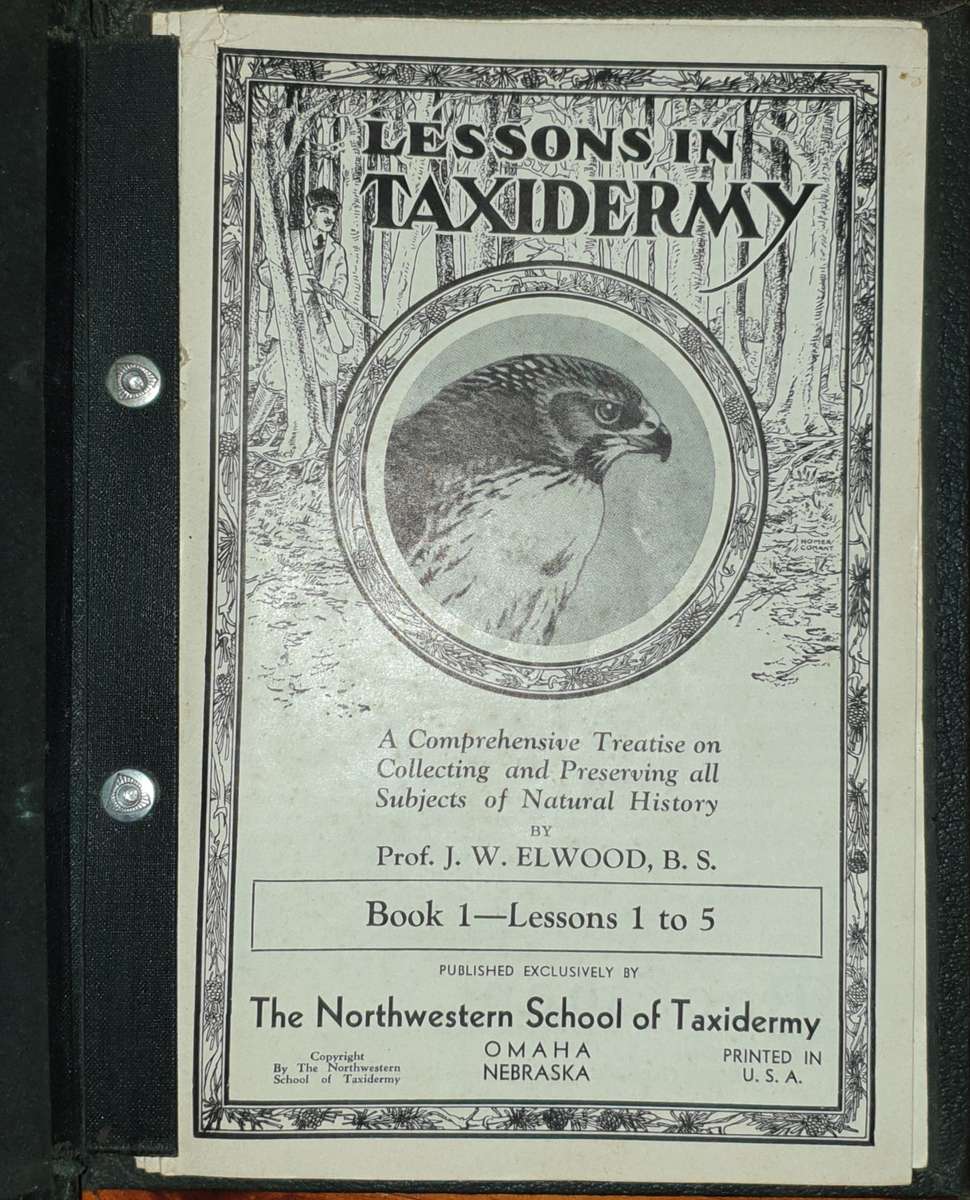 LESSONS IN
TAXIDERMY
HOMER
CONANT
A Comprehensive Treatise on
Collecting and Preserving all
Subjects of Natural History
BY
Prof. J. W. ELWOOD, B. S.
Book 1—Lessons 1 to 5
PUBLISHED EXCLUSIVELY BY
The Northwestern School of Taxidermy
OMAHA
NEBRASKA
Copyright
By The Northwestern
School of Taxidermy
PRINTED IN
U. S. A.